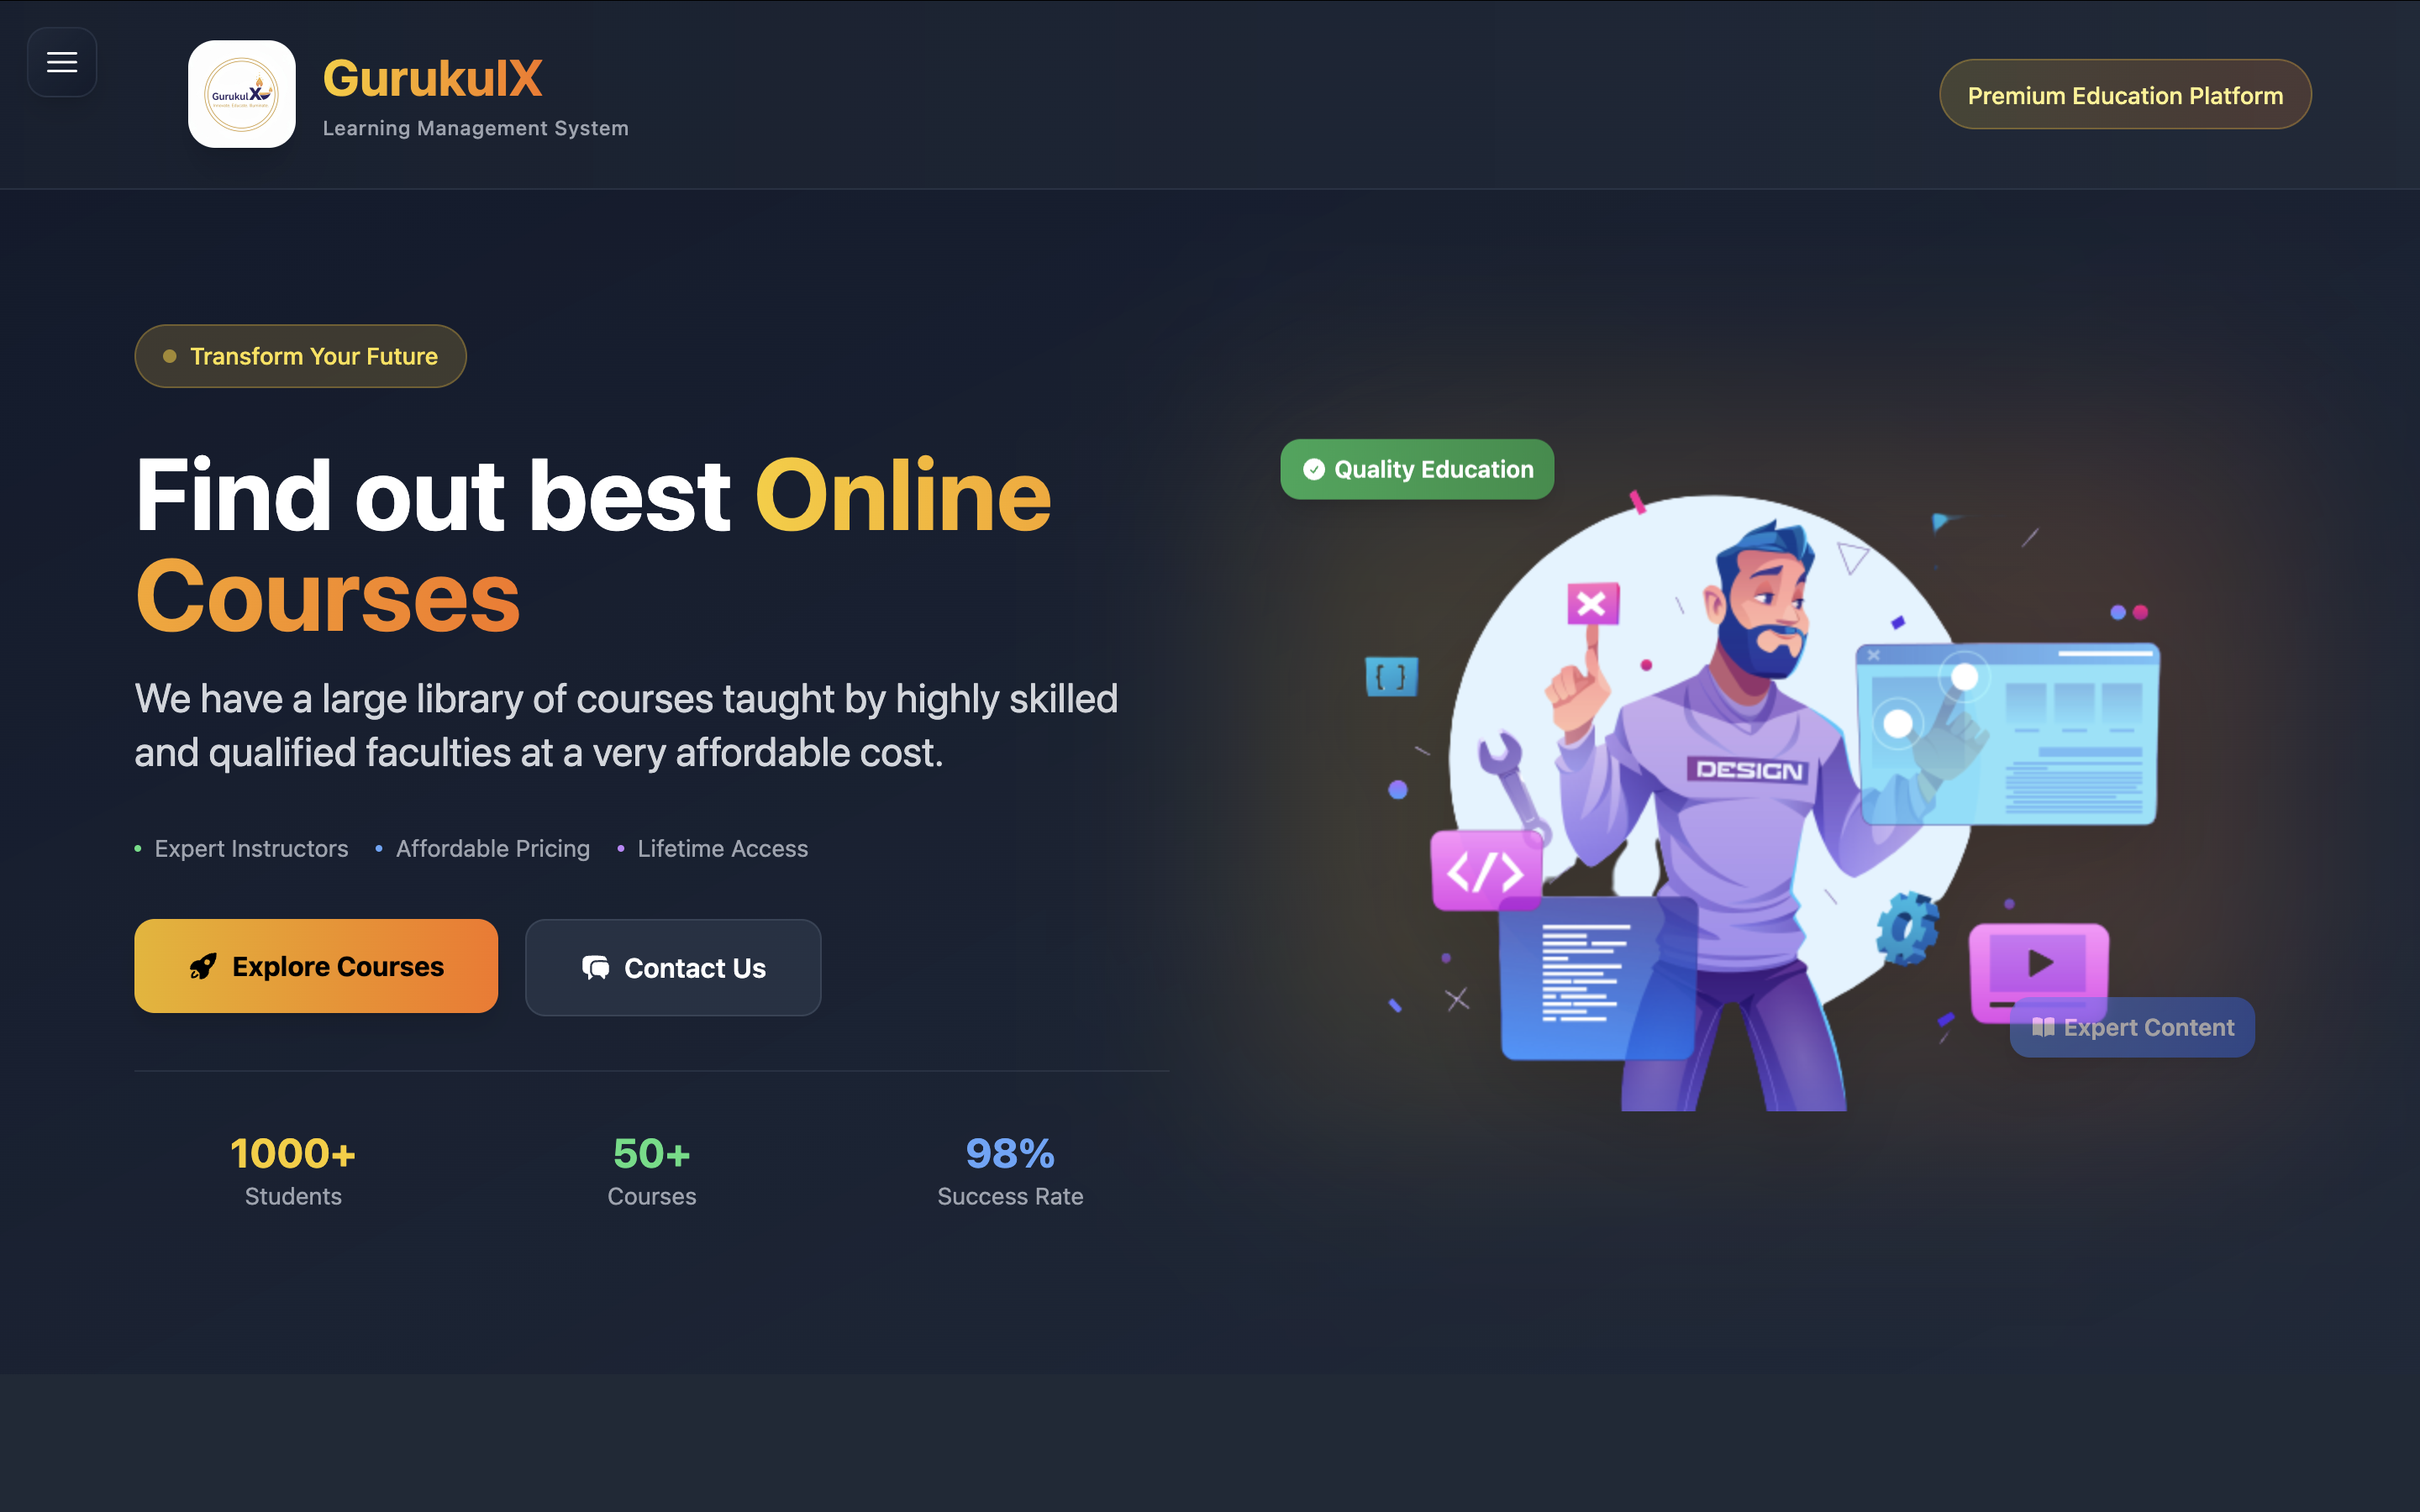 GurukulX
GurukulX
Learning Management System
Premium Education Platform
Transform Your Future
Find out best Online
Courses
We have a large library of courses taught by highly skilled
and qualified faculties at a very affordable cost.
Expert Instructors
Affordable Pricing
Lifetime Access
Explore Courses
Contact Us
1000+
Students
50+
Courses
98%
Success Rate
Quality Education
{ }
DESIGN
</>
Expert Content